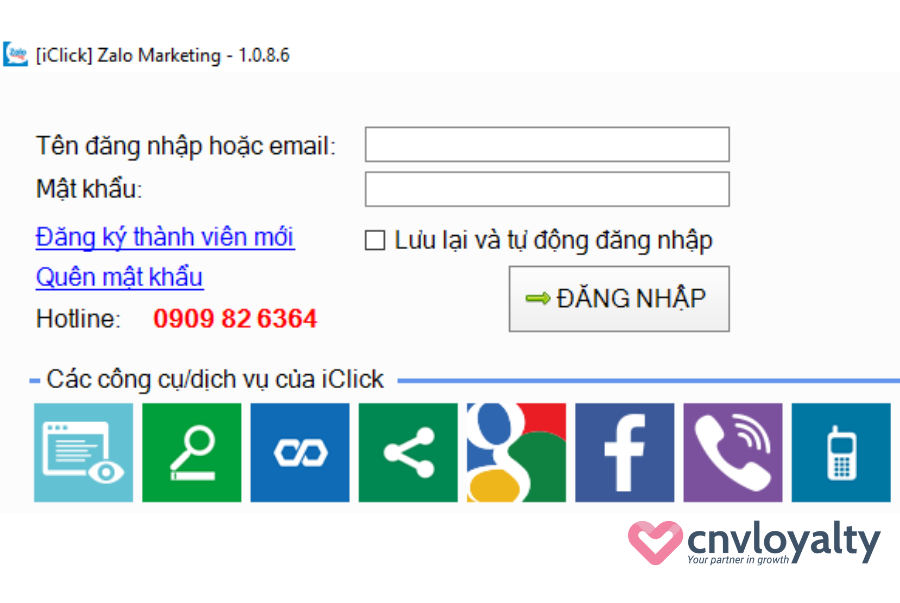 [iClick] Zalo Marketing - 1.0.8.6
Tên đăng nhập hoặc email:
Mật khẩu:
Đăng ký thành viên mới
Lưu lại và tự động đăng nhập
Quên mật khẩu
ĐĂNG NHẬP
Hotline: 0909 82 6364
Các công cụ/dịch vụ của iClick
cnvloyalty
Your partner in growth